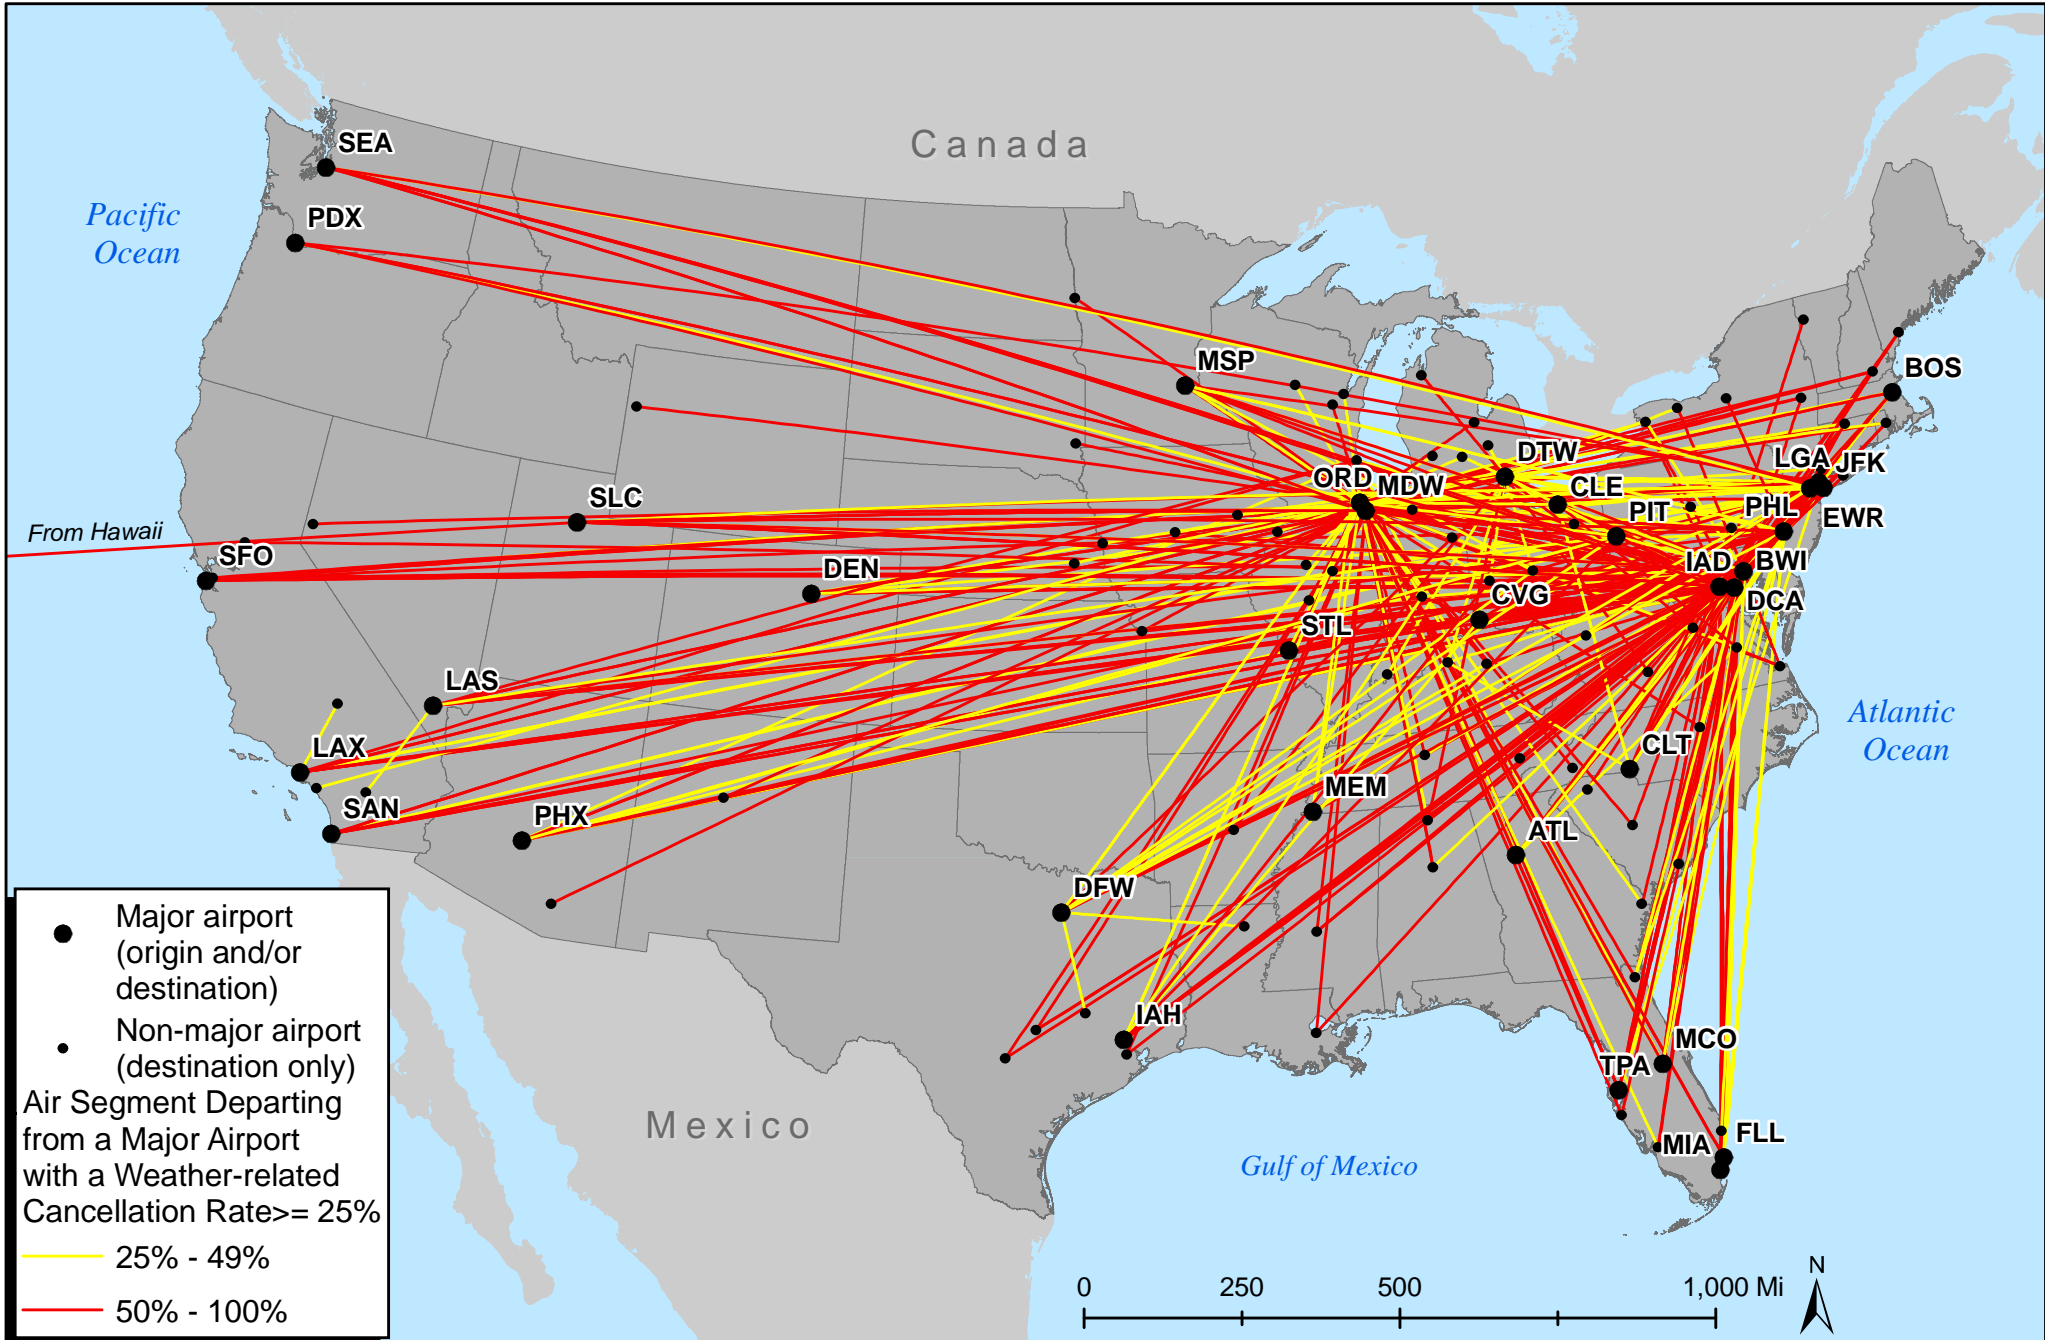 Canada
SEA
Pacific
Ocean
PDX
MSP
BOS
DTW
LGA
JFK
ORD
MDW
CLE
SLC
PIT
PHL
EWR
From Hawaii
SFO
DEN
IAD
BWI
CVG
DCA
STL
LAS
Atlantic
Ocean
LAX
CLT
MEM
SAN
PHX
ATL
DFW
IAH
MCO
TPA
Mexico
MIA
FLL
Gulf of Mexico
Major airport
(origin and/or
destination)
Non-major airport
(destination only)
Air Segment Departing
from a Major Airport
with a Weather-related
Cancellation Rate>= 25%
25% - 49%
50% - 100%
0 250 500 1,000 Mi
N